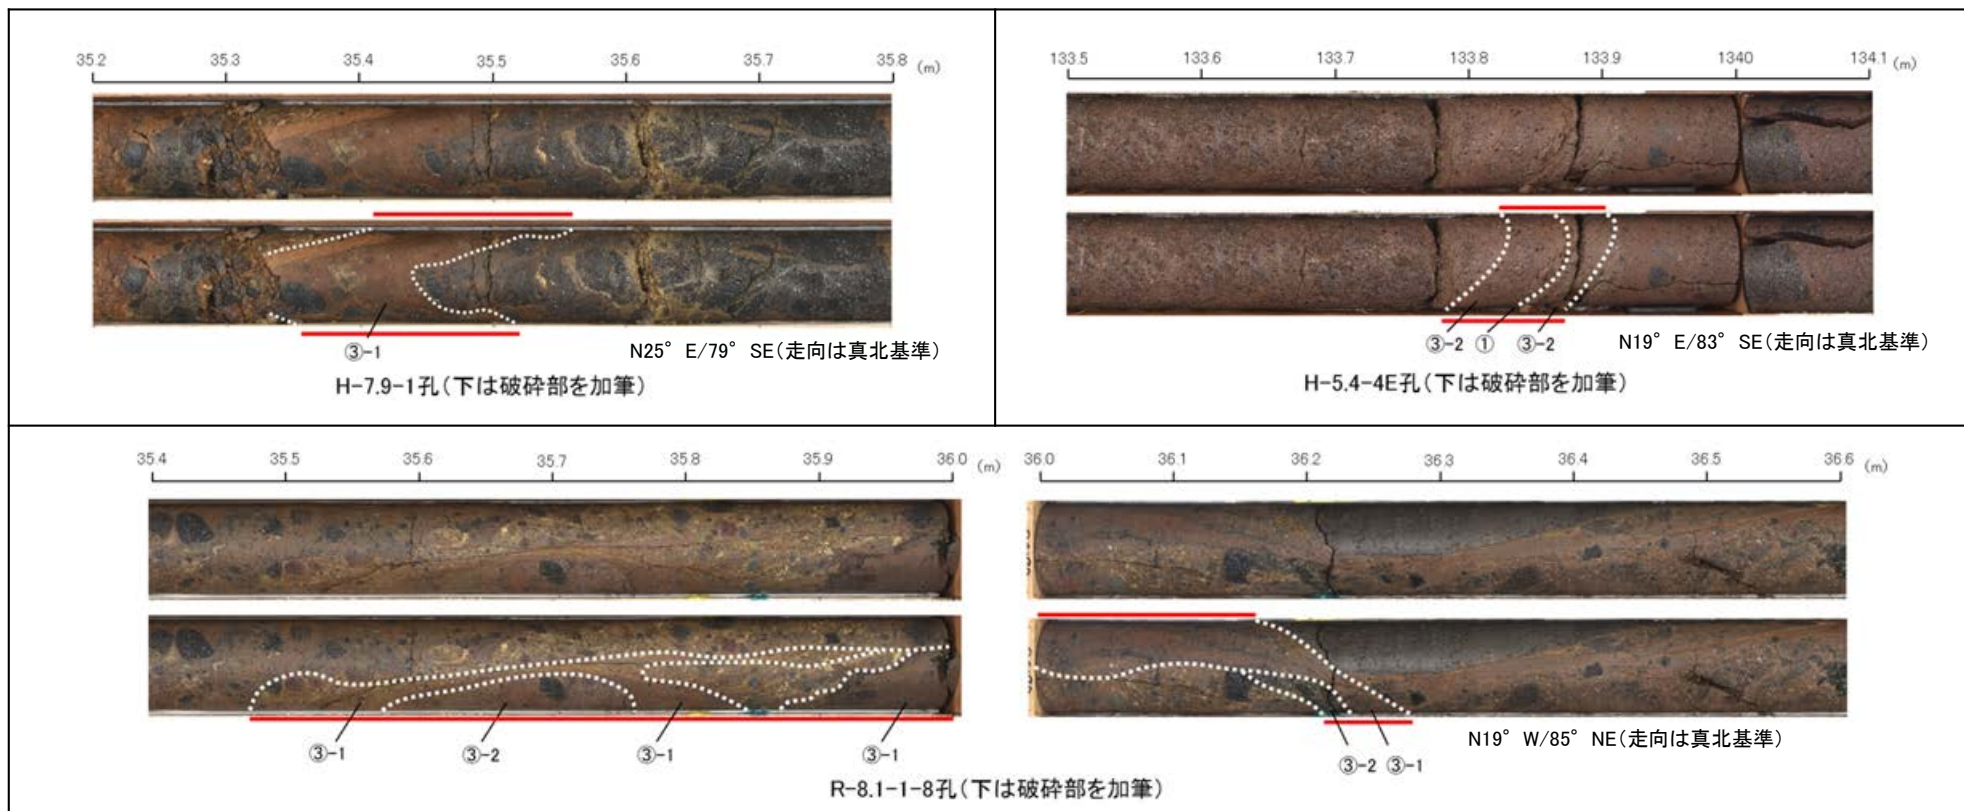 35.2 35.3 35.4 35.5 35.6 35.7 35.8 (m)
③-1
N25° E/79° SE(走向は真北基準)
H-7.9-1孔(下は破砕部を加筆)
133.5 133.6 133.7 133.8 133.9 134.0 134.1 (m)
③-2 ① ③-2
N19° E/83° SE(走向は真北基準)
H-5.4-4E孔(下は破砕部を加筆)
35.4 35.5 35.6 35.7 35.8 35.9 36.0 (m)
③-1 ③-2 ③-1 ③-1
36.0 36.1 36.2 36.3 36.4 36.5 36.6 (m)
③-2 ③-1
N19° W/85° NE(走向は真北基準)
R-8.1-1-8孔(下は破砕部を加筆)